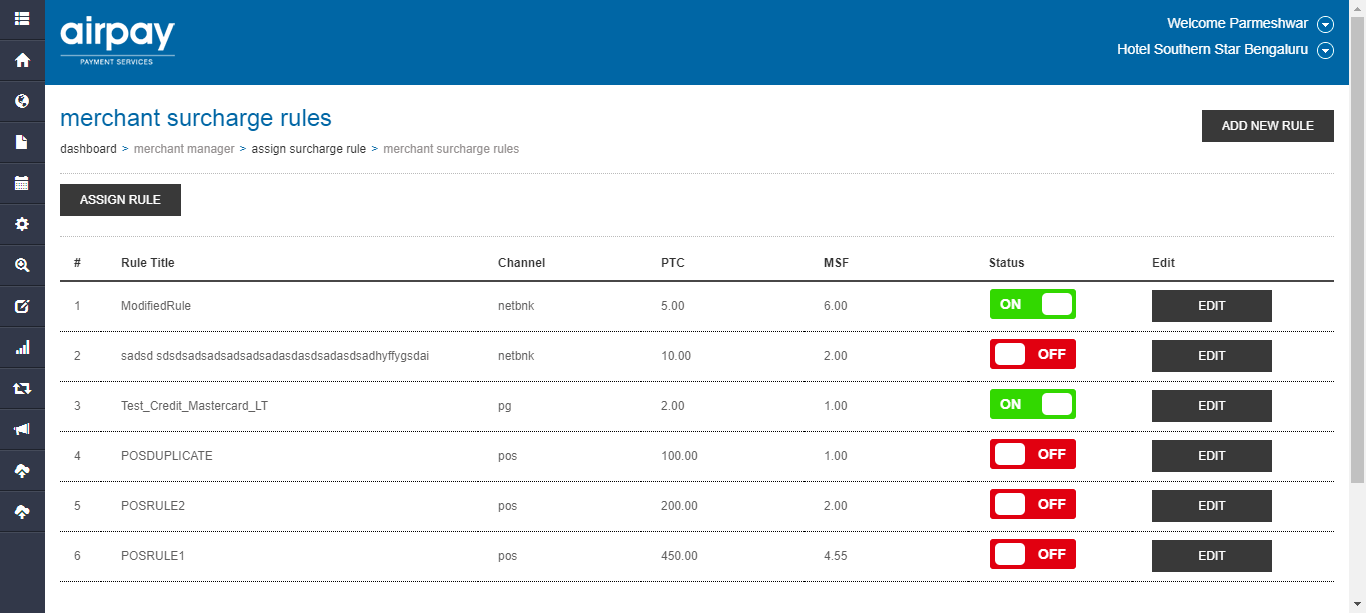 airpay
PAYMENT SERVICES
Welcome Parmeshwar
Hotel Southern Star Bengaluru
merchant surcharge rules
ADD NEW RULE
dashboard > merchant manager > assign surcharge rule > merchant surcharge rules
ASSIGN RULE
# Rule Title Channel PTC MSF Status Edit
1 ModifiedRule netbnk 5.00 6.00 ON EDIT
2 sadsd sdsdsadsadsadsadsadasdasdsadasdsadhyffygsdai netbnk 10.00 2.00 OFF EDIT
3 Test_Credit_Mastercard_LT pg 2.00 1.00 ON EDIT
4 POSDUPLICATE pos 100.00 1.00 OFF EDIT
5 POSRULE2 pos 200.00 2.00 OFF EDIT
6 POSRULE1 pos 450.00 4.55 OFF EDIT